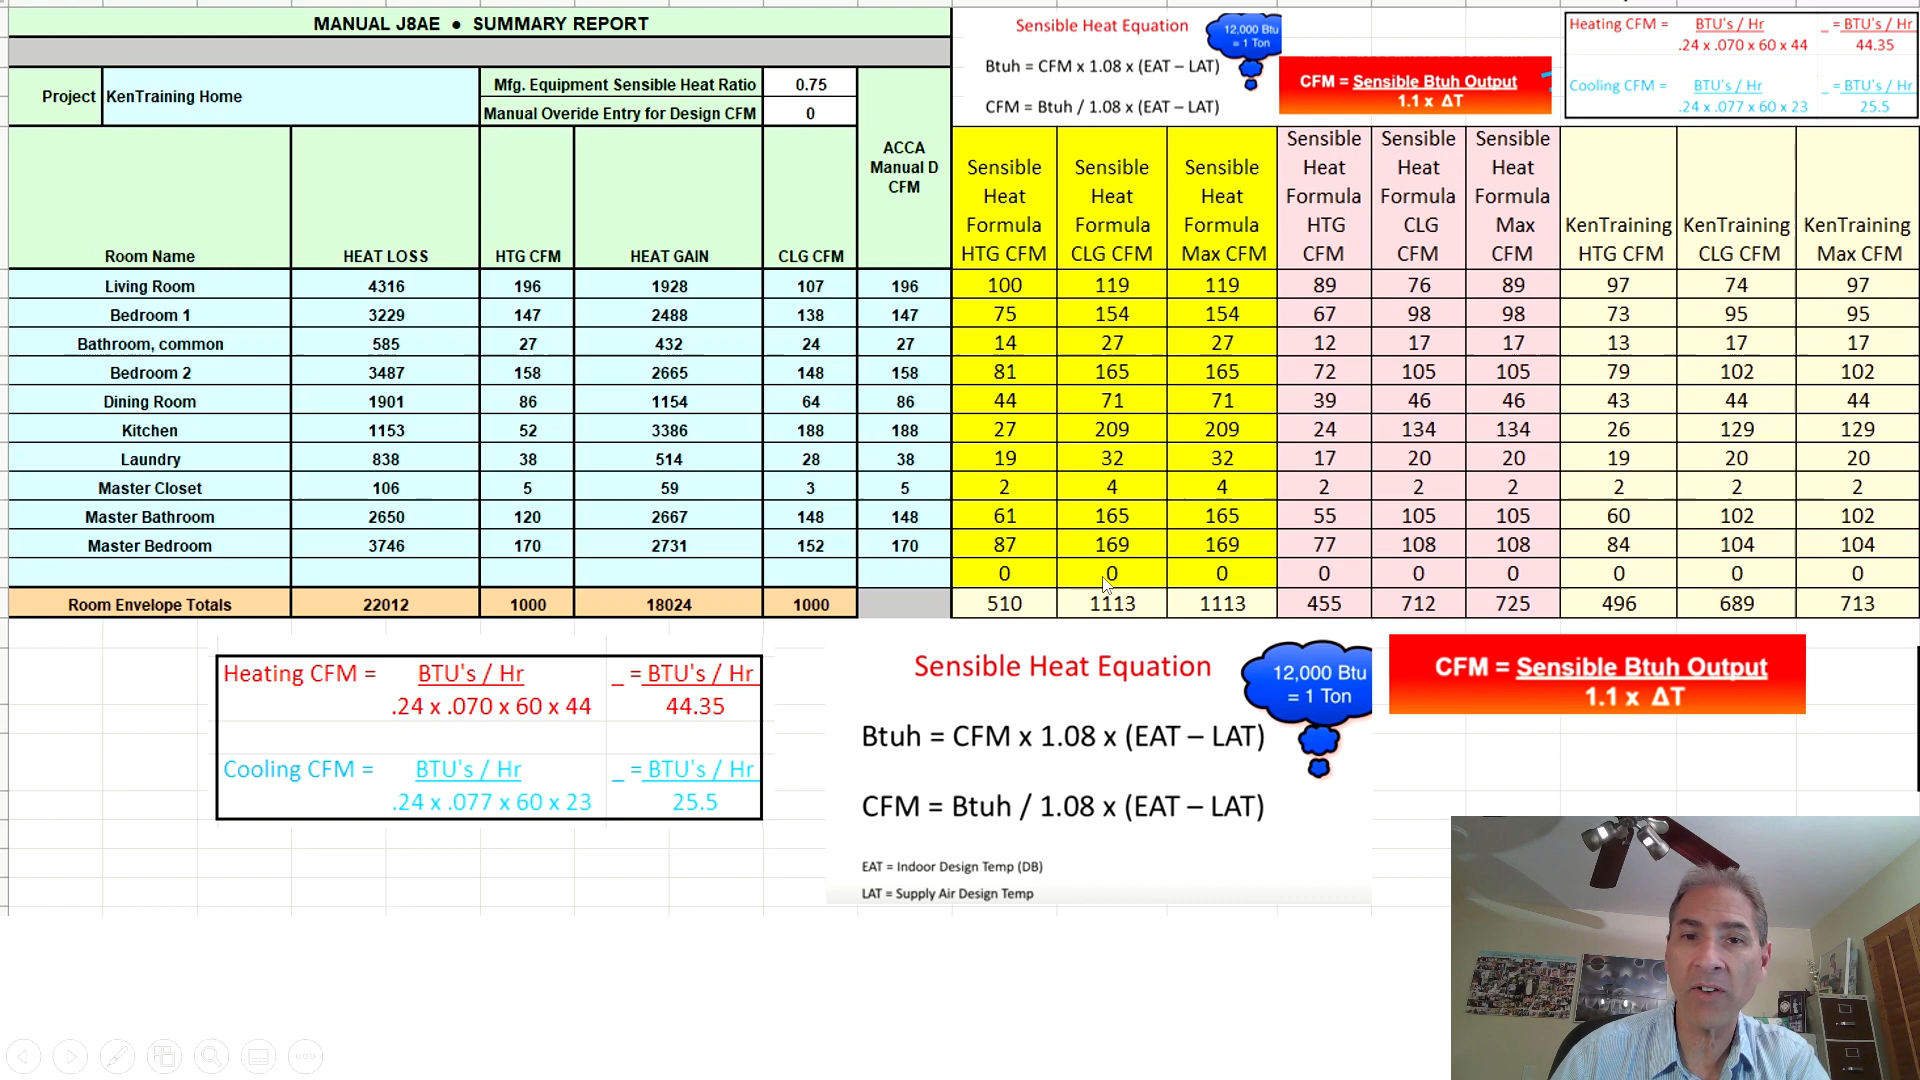 MANUAL J8AE ● SUMMARY REPORT
Project KenTraining Home
Mfg. Equipment Sensible Heat Ratio 0.75
Manual Overide Entry for Design CFM 0
ACCA Manual D CFM
Room Name HEAT LOSS HTG CFM HEAT GAIN CLG CFM
Sensible Heat Equation
12,000 Btu
= 1 Ton
Btuh = CFM x 1.08 x (EAT – LAT)
CFM = Btuh / 1.08 x (EAT – LAT)
CFM = Sensible Btuh Output
1.1 x ΔT
Heating CFM = BTU's / Hr _ = BTU's / Hr
.24 x .070 x 60 x 44 44.35
Cooling CFM = BTU's / Hr _ = BTU's / Hr
.24 x .077 x 60 x 23 25.5
Sensible Heat Formula HTG CFM
Sensible Heat Formula CLG CFM
Sensible Heat Formula Max CFM
Sensible Heat Formula HTG CFM
Sensible Heat Formula CLG CFM
Sensible Heat Formula Max CFM
KenTraining HTG CFM
KenTraining CLG CFM
KenTraining Max CFM
Living Room 4316 196 1928 107 196 100 119 119 89 76 89 97 74 97
Bedroom 1 3229 147 2488 138 147 75 154 154 67 98 98 73 95 95
Bathroom, common 585 27 432 24 27 14 27 27 12 17 17 13 17 17
Bedroom 2 3487 158 2665 148 158 81 165 165 72 105 105 79 102 102
Dining Room 1901 86 1154 64 86 44 71 71 39 46 46 43 44 44
Kitchen 1153 52 3386 188 188 27 209 209 24 134 134 26 129 129
Laundry 838 38 514 28 38 19 32 32 17 20 20 19 20 20
Master Closet 106 5 59 3 5 2 4 4 2 2 2 2 2 2
Master Bathroom 2650 120 2667 148 148 61 165 165 55 105 105 60 102 102
Master Bedroom 3746 170 2731 152 170 87 169 169 77 108 108 84 104 104
0 0 0 0 0 0 0 0 0
Room Envelope Totals 22012 1000 18024 1000 510 1113 1113 455 712 725 496 689 713
Heating CFM = BTU's / Hr _ = BTU's / Hr
.24 x .070 x 60 x 44 44.35
Cooling CFM = BTU's / Hr _ = BTU's / Hr
.24 x .077 x 60 x 23 25.5
Sensible Heat Equation
12,000 Btu
= 1 Ton
Btuh = CFM x 1.08 x (EAT – LAT)
CFM = Btuh / 1.08 x (EAT – LAT)
EAT = Indoor Design Temp (DB)
LAT = Supply Air Design Temp
CFM = Sensible Btuh Output
1.1 x ΔT